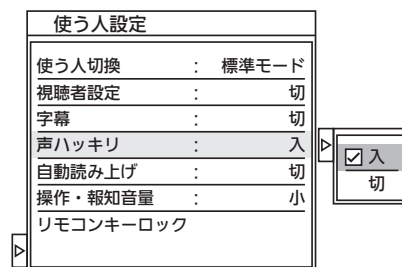 使う人設定
使う人切換 : 標準モード
視聴者設定 : 切
字幕 : 切
声ハッキリ : 入
自動読み上げ : 切
操作・報知音量 : 小
リモコンキーロック
入
切